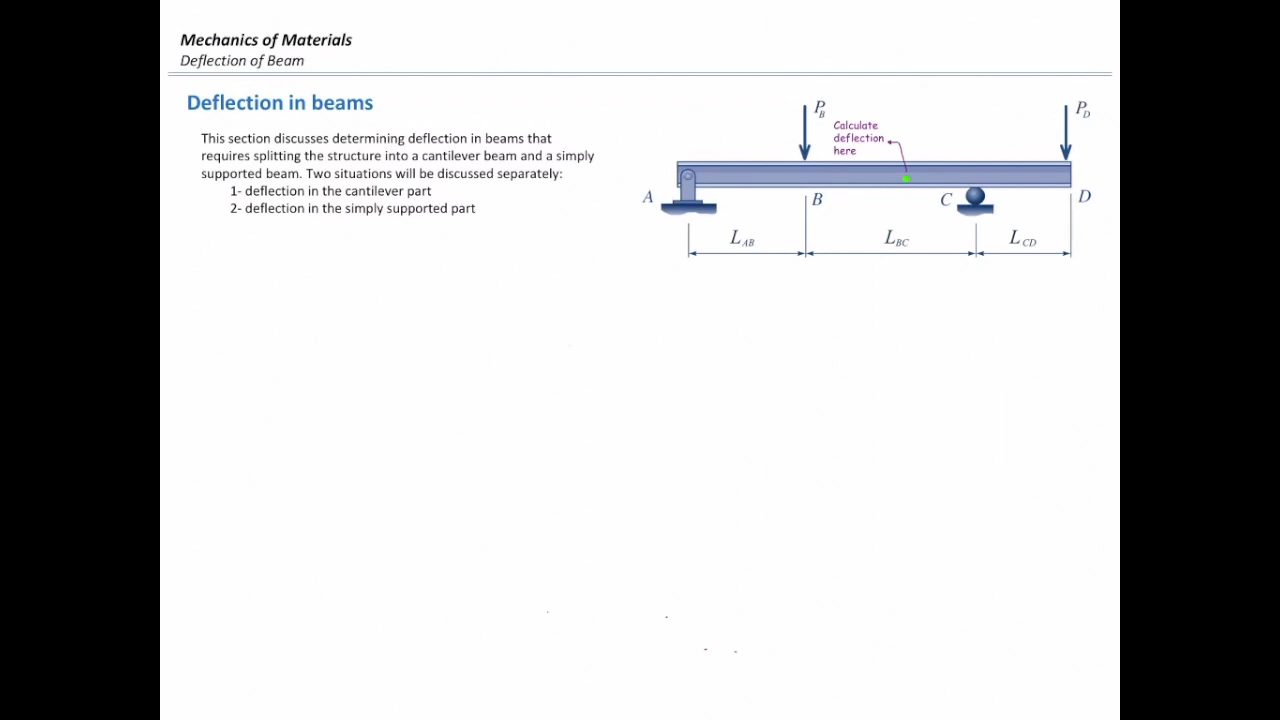 Mechanics of Materials
Deflection of Beam
Deflection in beams
This section discusses determining deflection in beams that
requires splitting the structure into a cantilever beam and a simply
supported beam. Two situations will be discussed separately:
1- deflection in the cantilever part
2- deflection in the simply supported part
P_B
P_D
Calculate
deflection
here
A
B
C
D
L_AB
L_BC
L_CD